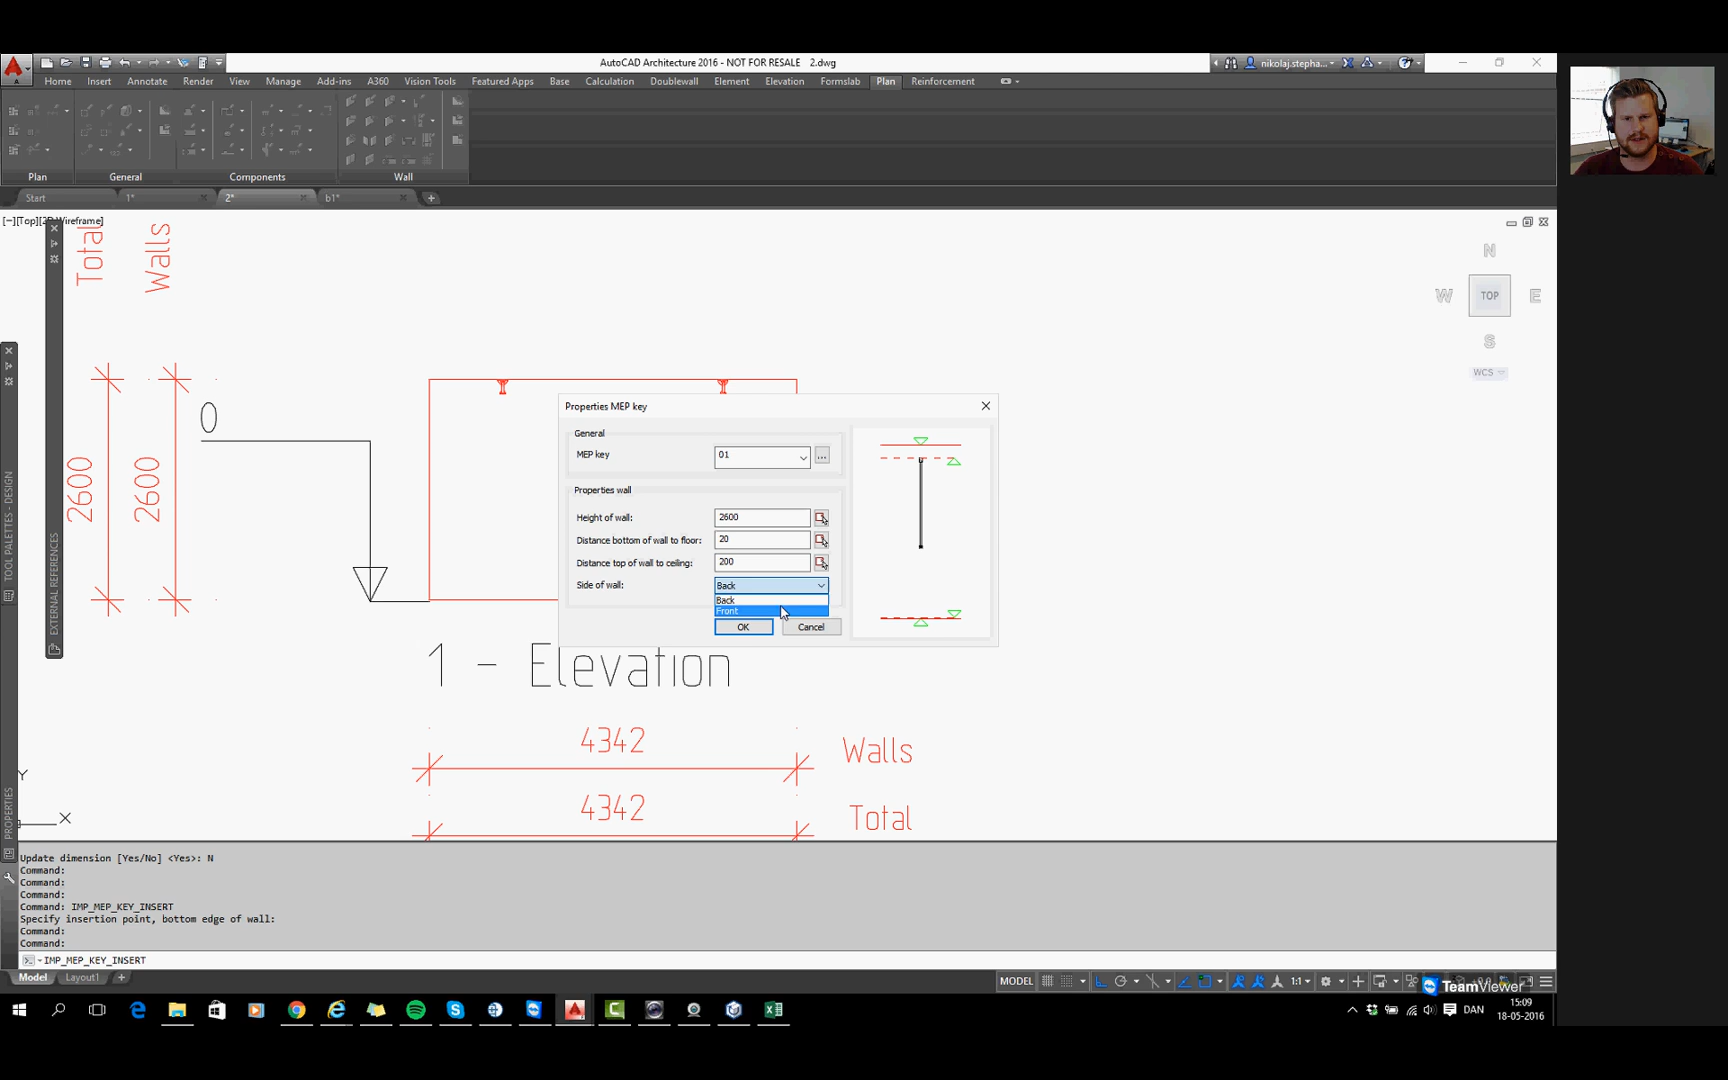 AutoCAD Architecture 2016 - NOT FOR RESALE 2.dwg
nikolaj.stepha...
Home Insert Annotate Render View Manage Add-ins A360 Vision Tools Featured Apps Base Calculation Doublewall Element Elevation Formslab Plan Reinforcement
Plan General Components Wall
Start 1* 2* b1*
[−][Top][2D Wireframe]
Total
Walls
N
W TOP E
S
WCS
0
2600
2600
TOOL PALETTES - DESIGN
EXTERNAL REFERENCES
PROPERTIES
Properties MEP key
General
MEP key 01 ...
Properties wall
Height of wall: 2600
Distance bottom of wall to floor: 20
Distance top of wall to ceiling: 200
Side of wall: Back
Back
Front
OK Cancel
1 - Elevation
4342 Walls
4342 Total
Y
X
Update dimension [Yes/No] <Yes>: N
Command:
Command:
Command:
Command: IMP_MEP_KEY_INSERT
Specify insertion point, bottom edge of wall:
Command:
Command:
IMP_MEP_KEY_INSERT
Model Layout1 +
MODEL 1:1
TeamViewer
DAN
15:09
18-05-2016